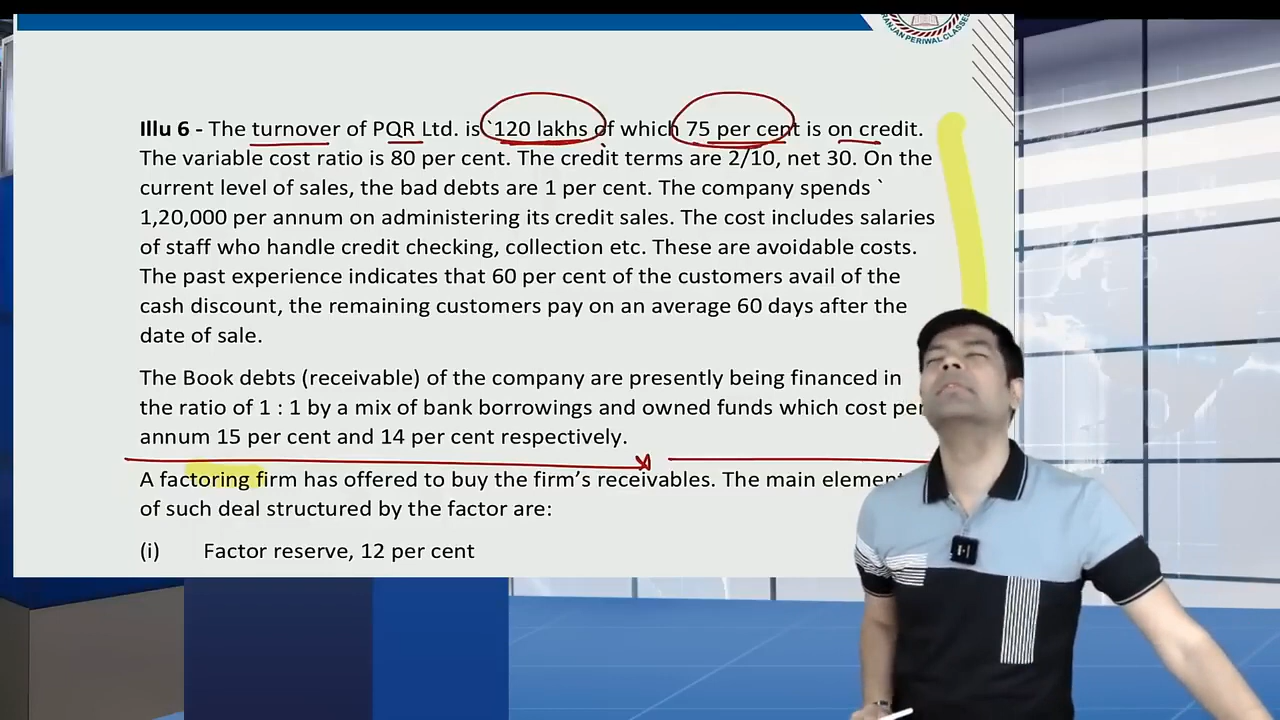 RANJAN PERIWAL CLASSES
Illu 6 - The turnover of PQR Ltd. is `120 lakhs of which 75 per cent is on credit.
The variable cost ratio is 80 per cent. The credit terms are 2/10, net 30. On the
current level of sales, the bad debts are 1 per cent. The company spends `
1,20,000 per annum on administering its credit sales. The cost includes salaries
of staff who handle credit checking, collection etc. These are avoidable costs.
The past experience indicates that 60 per cent of the customers avail of the
cash discount, the remaining customers pay on an average 60 days after the
date of sale.
The Book debts (receivable) of the company are presently being financed in
the ratio of 1 : 1 by a mix of bank borrowings and owned funds which cost per
annum 15 per cent and 14 per cent respectively.
A factoring firm has offered to buy the firm's receivables. The main element
of such deal structured by the factor are:
(i) Factor reserve, 12 per cent